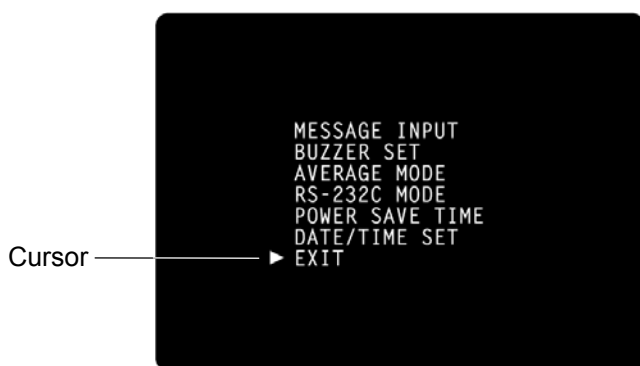 MESSAGE INPUT
BUZZER SET
AVERAGE MODE
RS-232C MODE
POWER SAVE TIME
DATE/TIME SET
Cursor ► EXIT